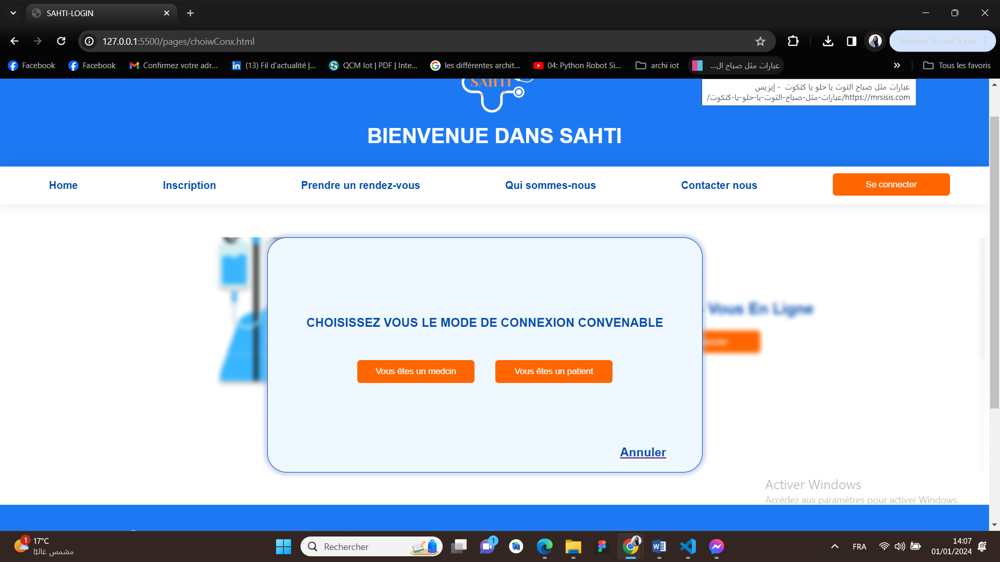 SAHTI-LOGIN
127.0.0.1:5500/pages/choiwConx.html
Terminer la mise à jour
Facebook
Facebook
Confirmez votre adr...
(13) Fil d'actualité |...
QCM Iot | PDF | Inte...
les différentes archit...
04: Python Robot Si...
archi iot
عبارات مثل صباح ال...
Tous les favoris
SAHTI
عبارات مثل صباح التوت يا حلو يا كتكوت - إيزيس
https://mrsisis.com/عبارات-مثل-صباح-التوت-يا-حلو-يا-كتكوت/
BIENVENUE DANS SAHTI
Home
Inscription
Prendre un rendez-vous
Qui sommes-nous
Contacter nous
Se connecter
Vous En Ligne
CHOISISSEZ VOUS LE MODE DE CONNEXION CONVENABLE
Vous êtes un medcin
Vous êtes un patient
Annuler
Activer Windows
Accédez aux paramètres pour activer Windows.
1
17°C
مشمس غالبًا
Rechercher
1
FRA
14:07
01/01/2024